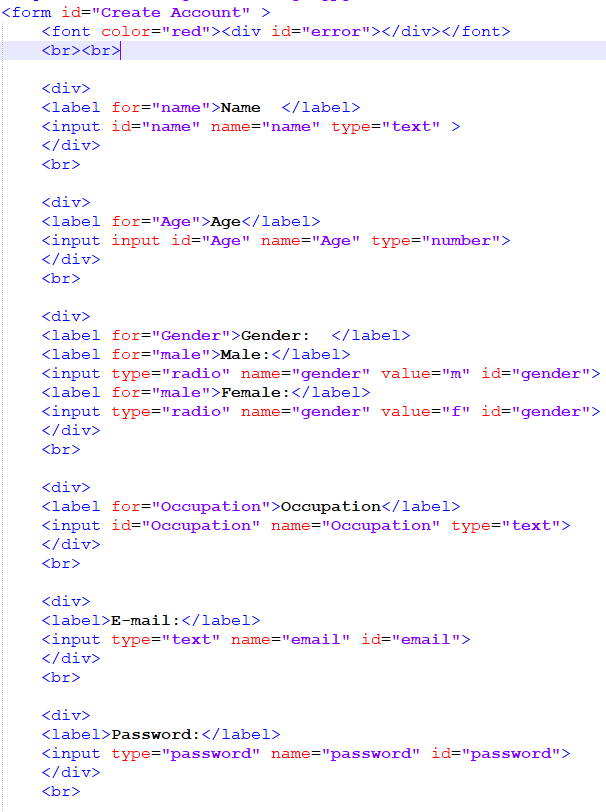 <form id="Create Account" >
<font color="red"><div id="error"></div></font>
<br><br>
<div>
<label for="name">Name  </label>
<input id="name" name="name" type="text" >
</div>
<br>
<div>
<label for="Age">Age</label>
<input input id="Age" name="Age" type="number">
</div>
<br>
<div>
<label for="Gender">Gender:  </label>
<label for="male">Male:</label>
<input type="radio" name="gender" value="m" id="gender">
<label for="male">Female:</label>
<input type="radio" name="gender" value="f" id="gender">
</div>
<br>
<div>
<label for="Occupation">Occupation</label>
<input id="Occupation" name="Occupation" type="text">
</div>
<br>
<div>
<label>E-mail:</label>
<input type="text" name="email" id="email">
</div>
<br>
<div>
<label>Password:</label>
<input type="password" name="password" id="password">
</div>
<br>